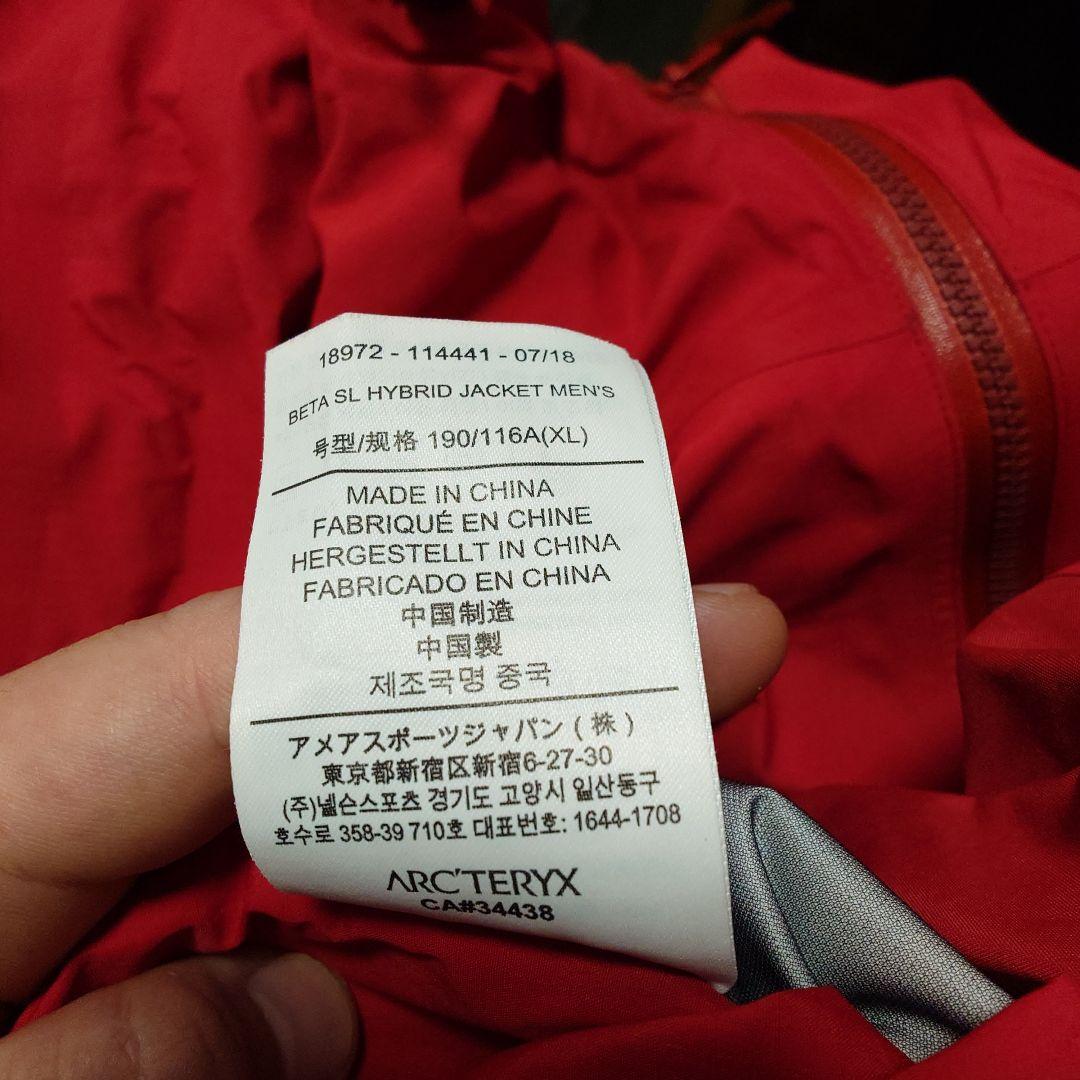 18972 - 114441 - 07/18
BETA SL HYBRID JACKET MEN'S
号型/规格 190/116A(XL)
MADE IN CHINA
FABRIQUÉ EN CHINE
HERGESTELLT IN CHINA
FABRICADO EN CHINA
中国制造
中国製
제조국명 중국
アメアスポーツジャパン ( 株 )
東京都新宿区新宿6-27-30
(주)넬슨스포츠 경기도 고양시 일산동구
호수로 358-39 710호 대표번호: 1644-1708
ARC'TERYX
CA#34438